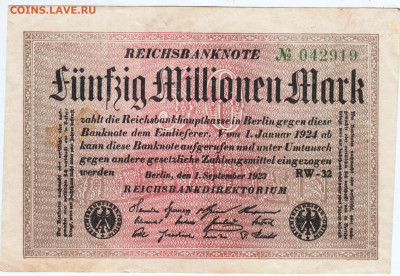 COINS.LAVE.RU
REICHSBANKNOTE
№ 042919
Fünfzig Millionen Mark
zahlt die Reichsbankhauptkasse in Berlin gegen diese
Banknote dem Einlieferer. Vom 1. Januar 1924 ab
kann diese Banknote aufgerufen und unter Umtausch
gegen andere gesetzliche Zahlungsmittel eingezogen
werden
Berlin, den 1. September 1923
RW-32
REICHSBANKDIREKTORIUM